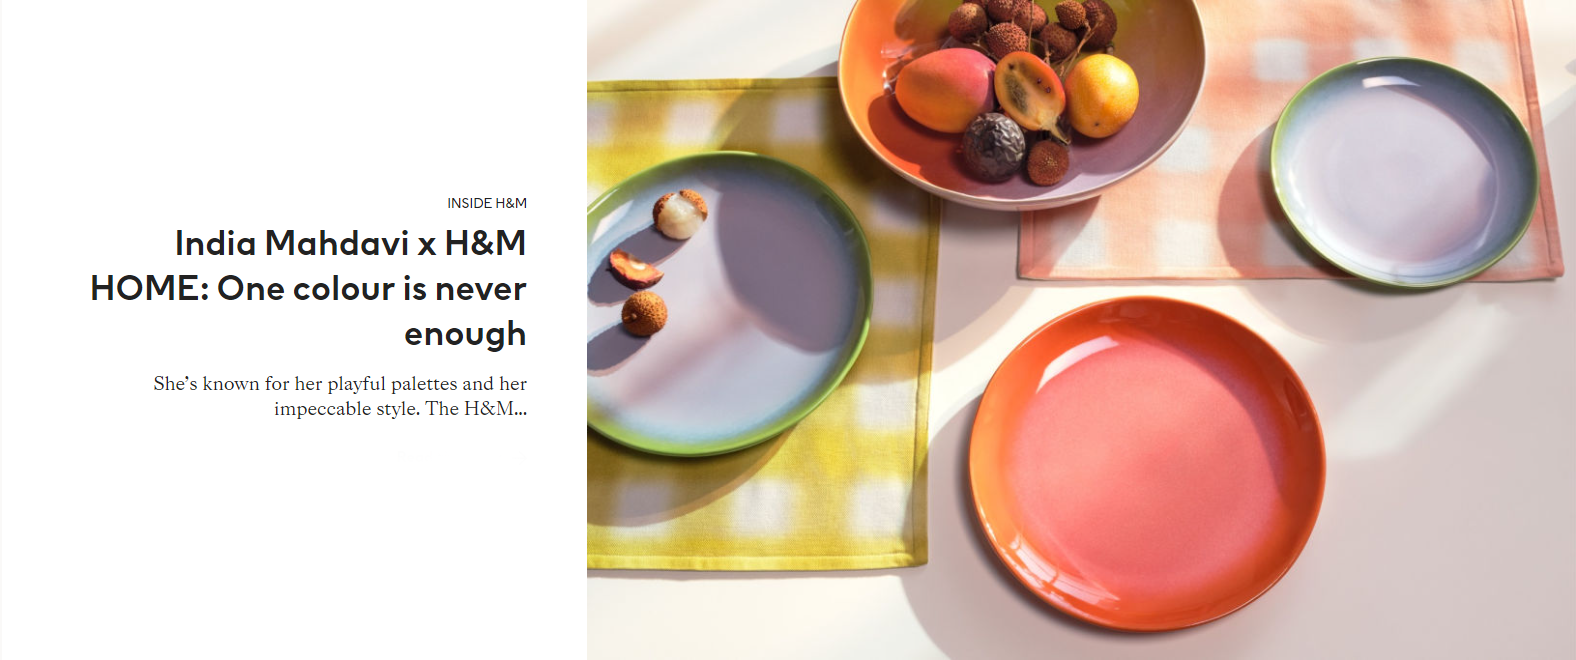 INSIDE H&M
India Mahdavi x H&M
HOME: One colour is never
enough
She’s known for her playful palettes and her
impeccable style. The H&M...